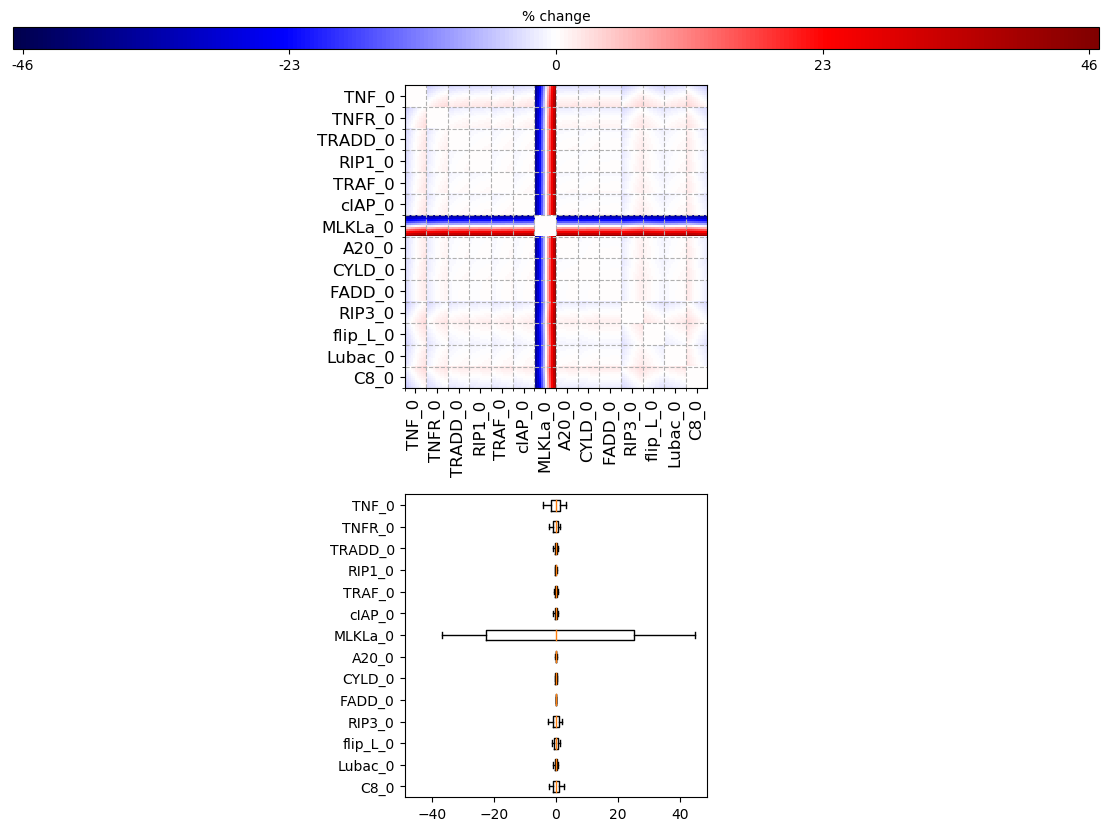 % change
-46 -23 0 23 46
TNF_0
TNFR_0
TRADD_0
RIP1_0
TRAF_0
cIAP_0
MLKLa_0
A20_0
CYLD_0
FADD_0
RIP3_0
flip_L_0
Lubac_0
C8_0
TNF_0
TNFR_0
TRADD_0
RIP1_0
TRAF_0
cIAP_0
MLKLa_0
A20_0
CYLD_0
FADD_0
RIP3_0
flip_L_0
Lubac_0
C8_0
TNF_0
TNFR_0
TRADD_0
RIP1_0
TRAF_0
cIAP_0
MLKLa_0
A20_0
CYLD_0
FADD_0
RIP3_0
flip_L_0
Lubac_0
C8_0
−40 −20 0 20 40